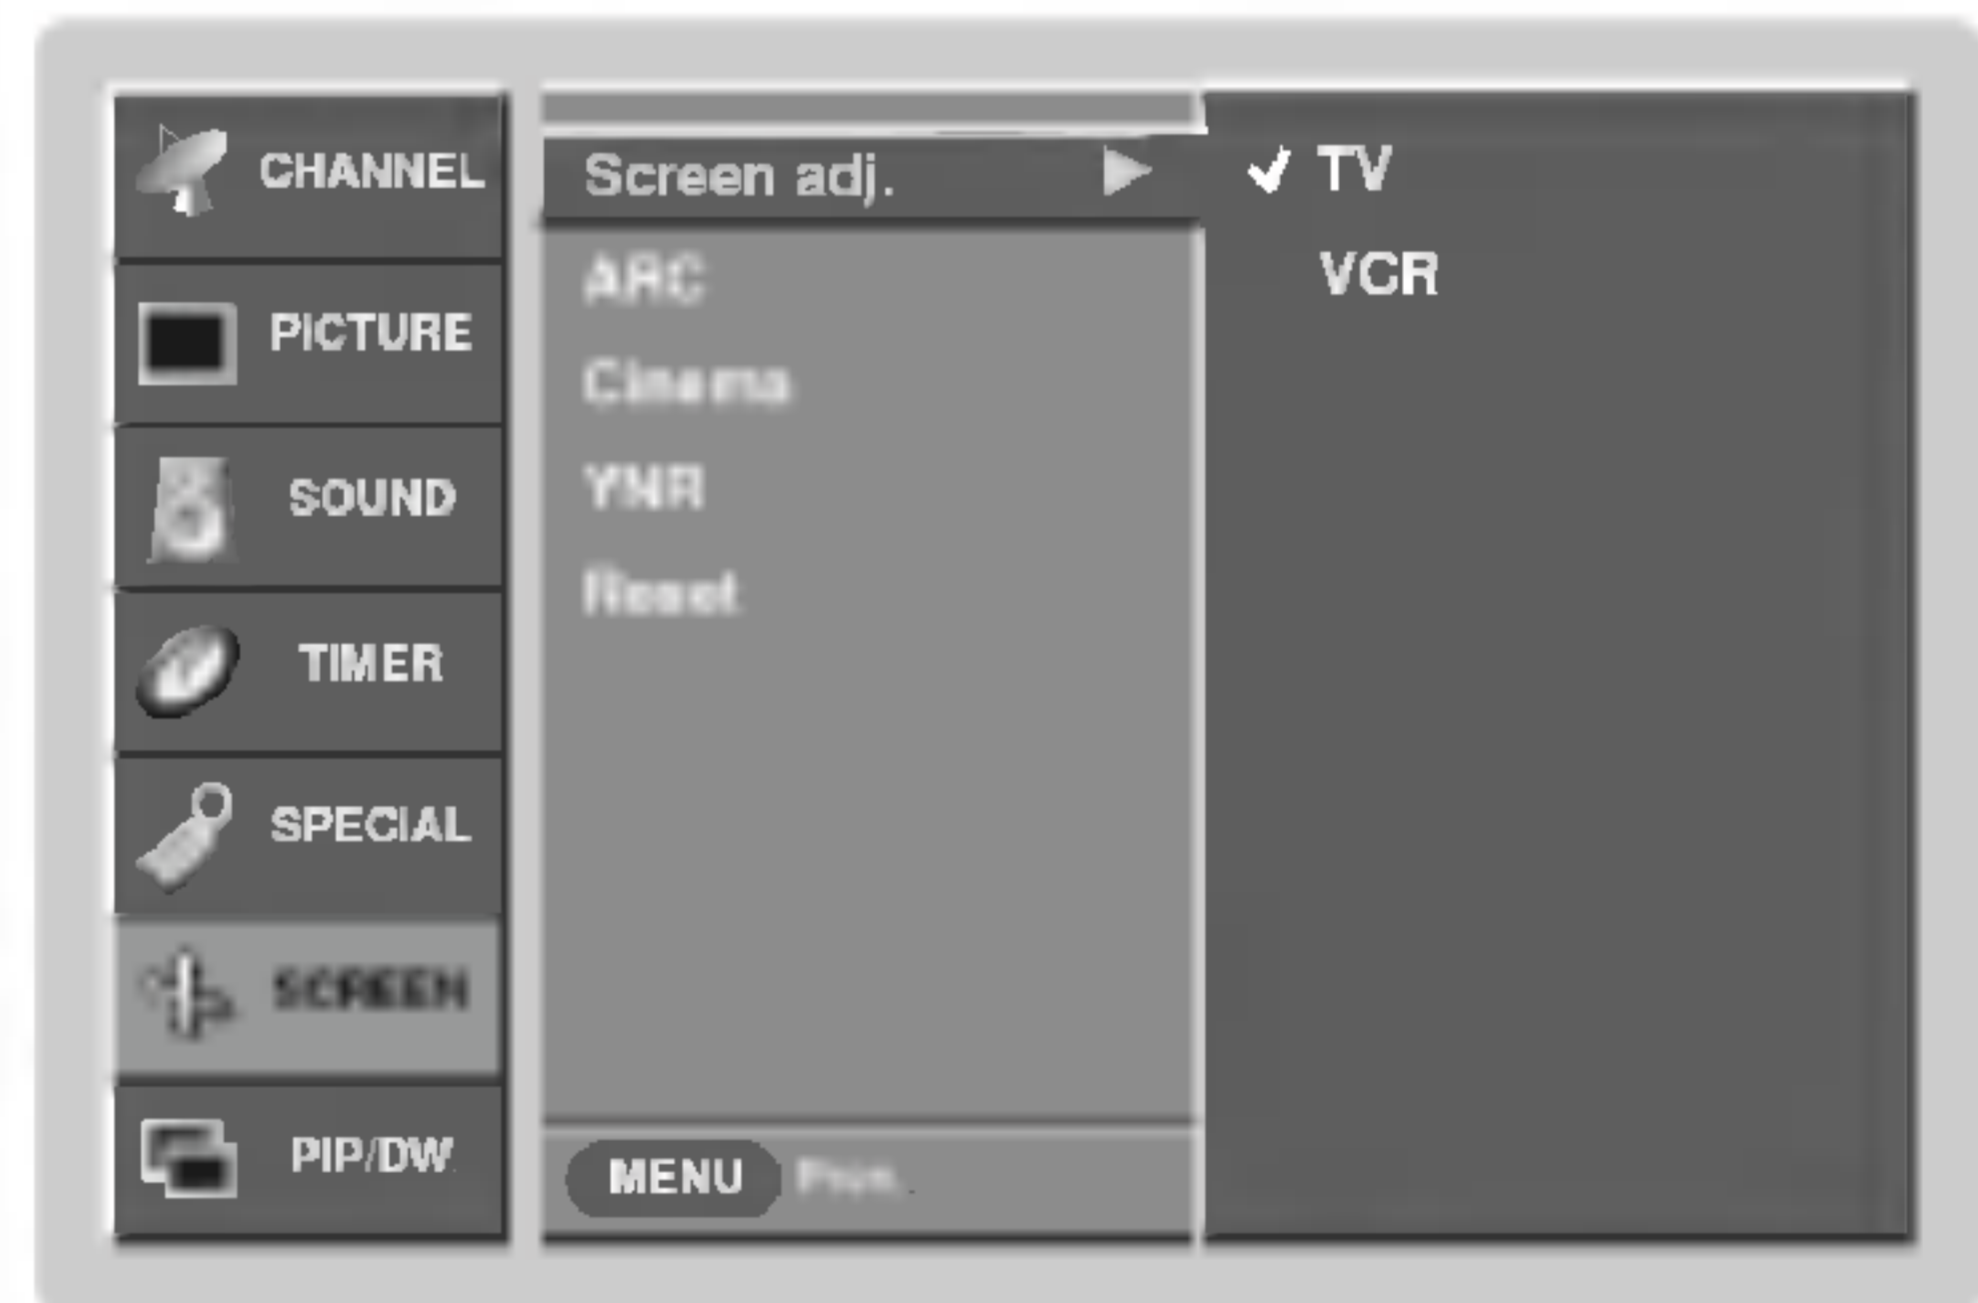 CHANNEL
PICTURE
SOUND
TIMER
SPECIAL
SCREEN
PIP/DW
Screen adj.
ARC
Cinema
YNR
Reset
MENU
TV
VCR